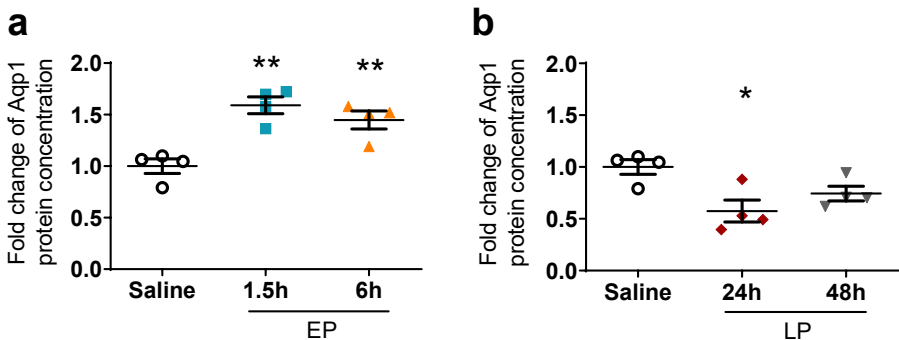 a
Fold change of Aqp1
protein concentration
2.0
1.5
1.0
0.5
0.0
** **
Saline 1.5h 6h
EP
b
Fold change of Aqp1
protein concentration
2.0
1.5
1.0
0.5
0.0
*
Saline 24h 48h
LP